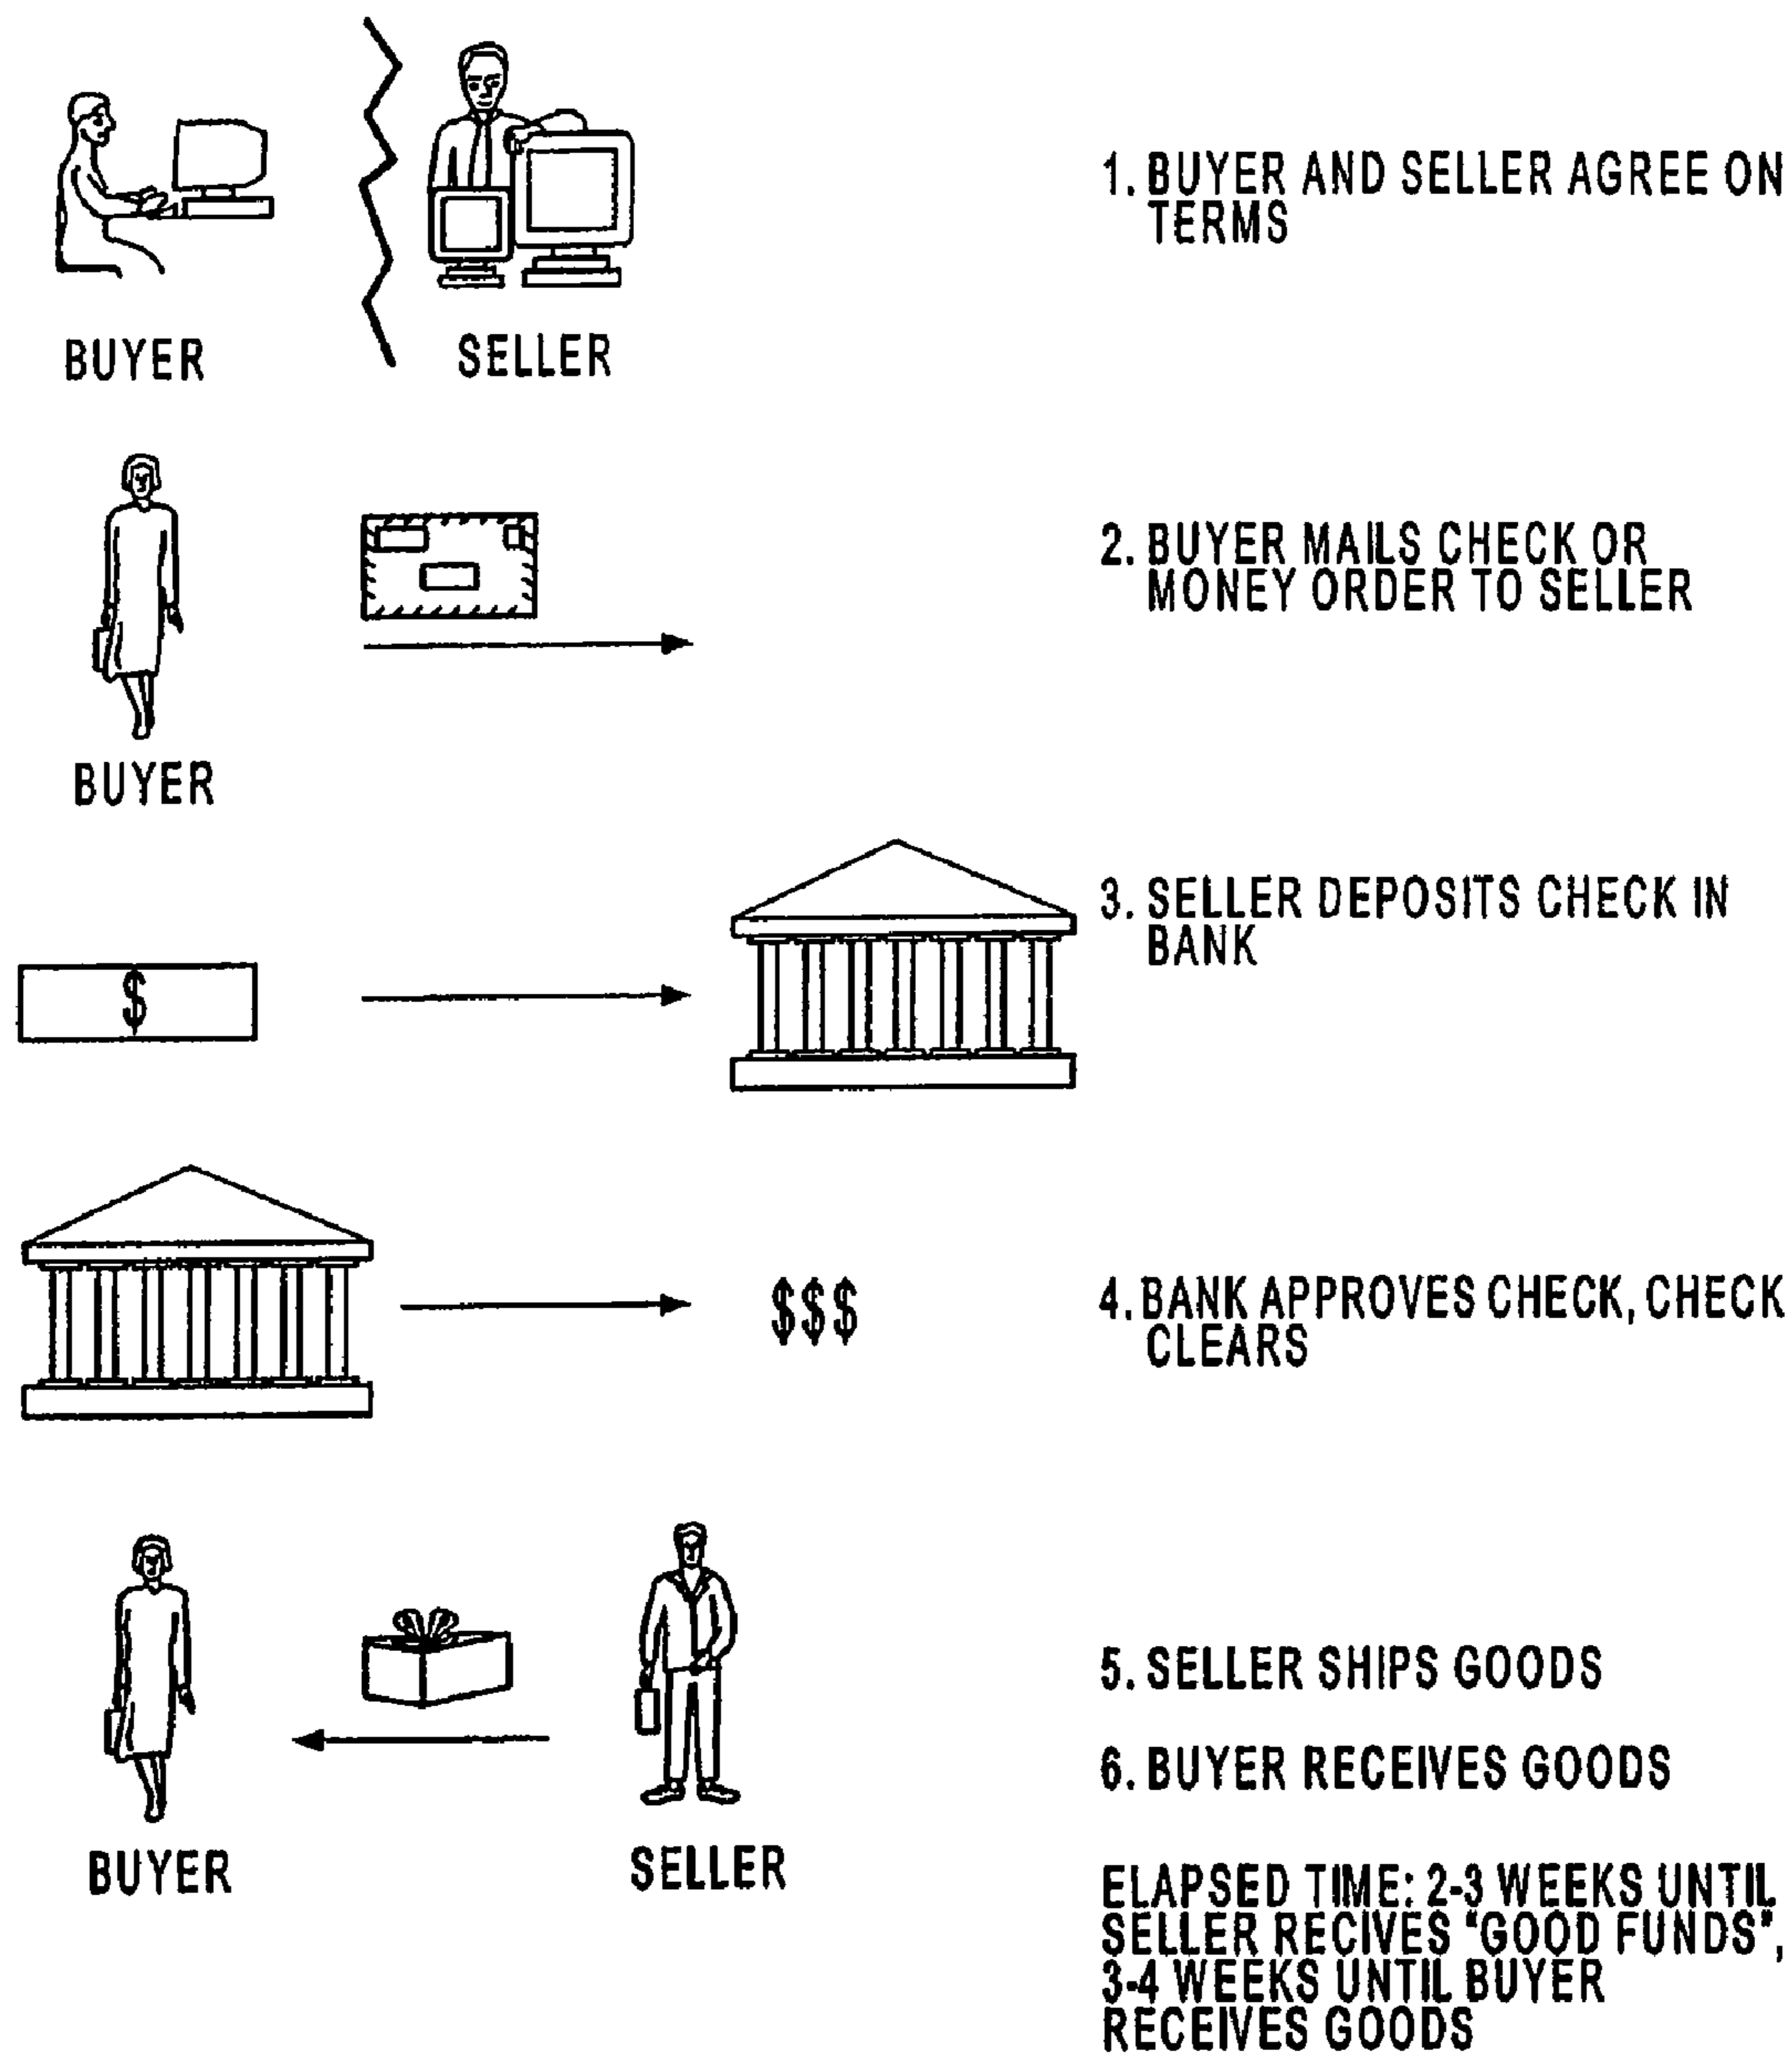 1. BUYER AND SELLER AGREE ON
TERMS
BUYER
SELLER
2. BUYER MAILS CHECK OR
MONEY ORDER TO SELLER
BUYER
3. SELLER DEPOSITS CHECK IN
BANK
$
$$$
4. BANK APPROVES CHECK, CHECK
CLEARS
5. SELLER SHIPS GOODS
6. BUYER RECEIVES GOODS
BUYER
SELLER
ELAPSED TIME: 2-3 WEEKS UNTIL
SELLER RECIVES "GOOD FUNDS",
3-4 WEEKS UNTIL BUYER
RECEIVES GOODS